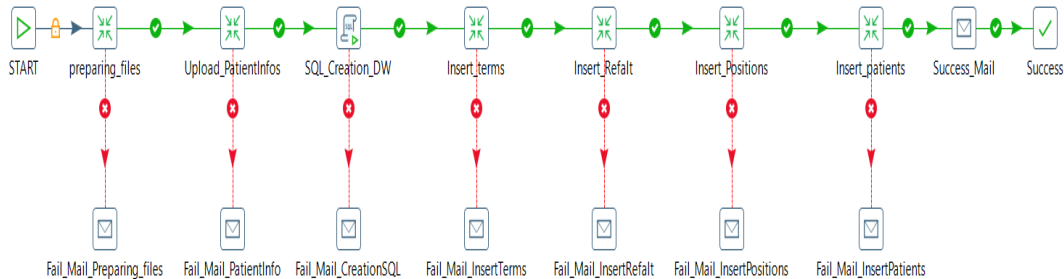 START
preparing_files
Upload_PatientInfos
SQL_Creation_DW
Insert_terms
Insert_Refalt
Insert_Positions
Insert_patients
Success_Mail
Success
Fail_Mail_Preparing_files
Fail_Mail_PatientInfo
Fail_Mail_CreationSQL
Fail_Mail_InsertTerms
Fail_Mail_InsertRefalt
Fail_Mail_InsertPositions
Fail_Mail_InsertPatients